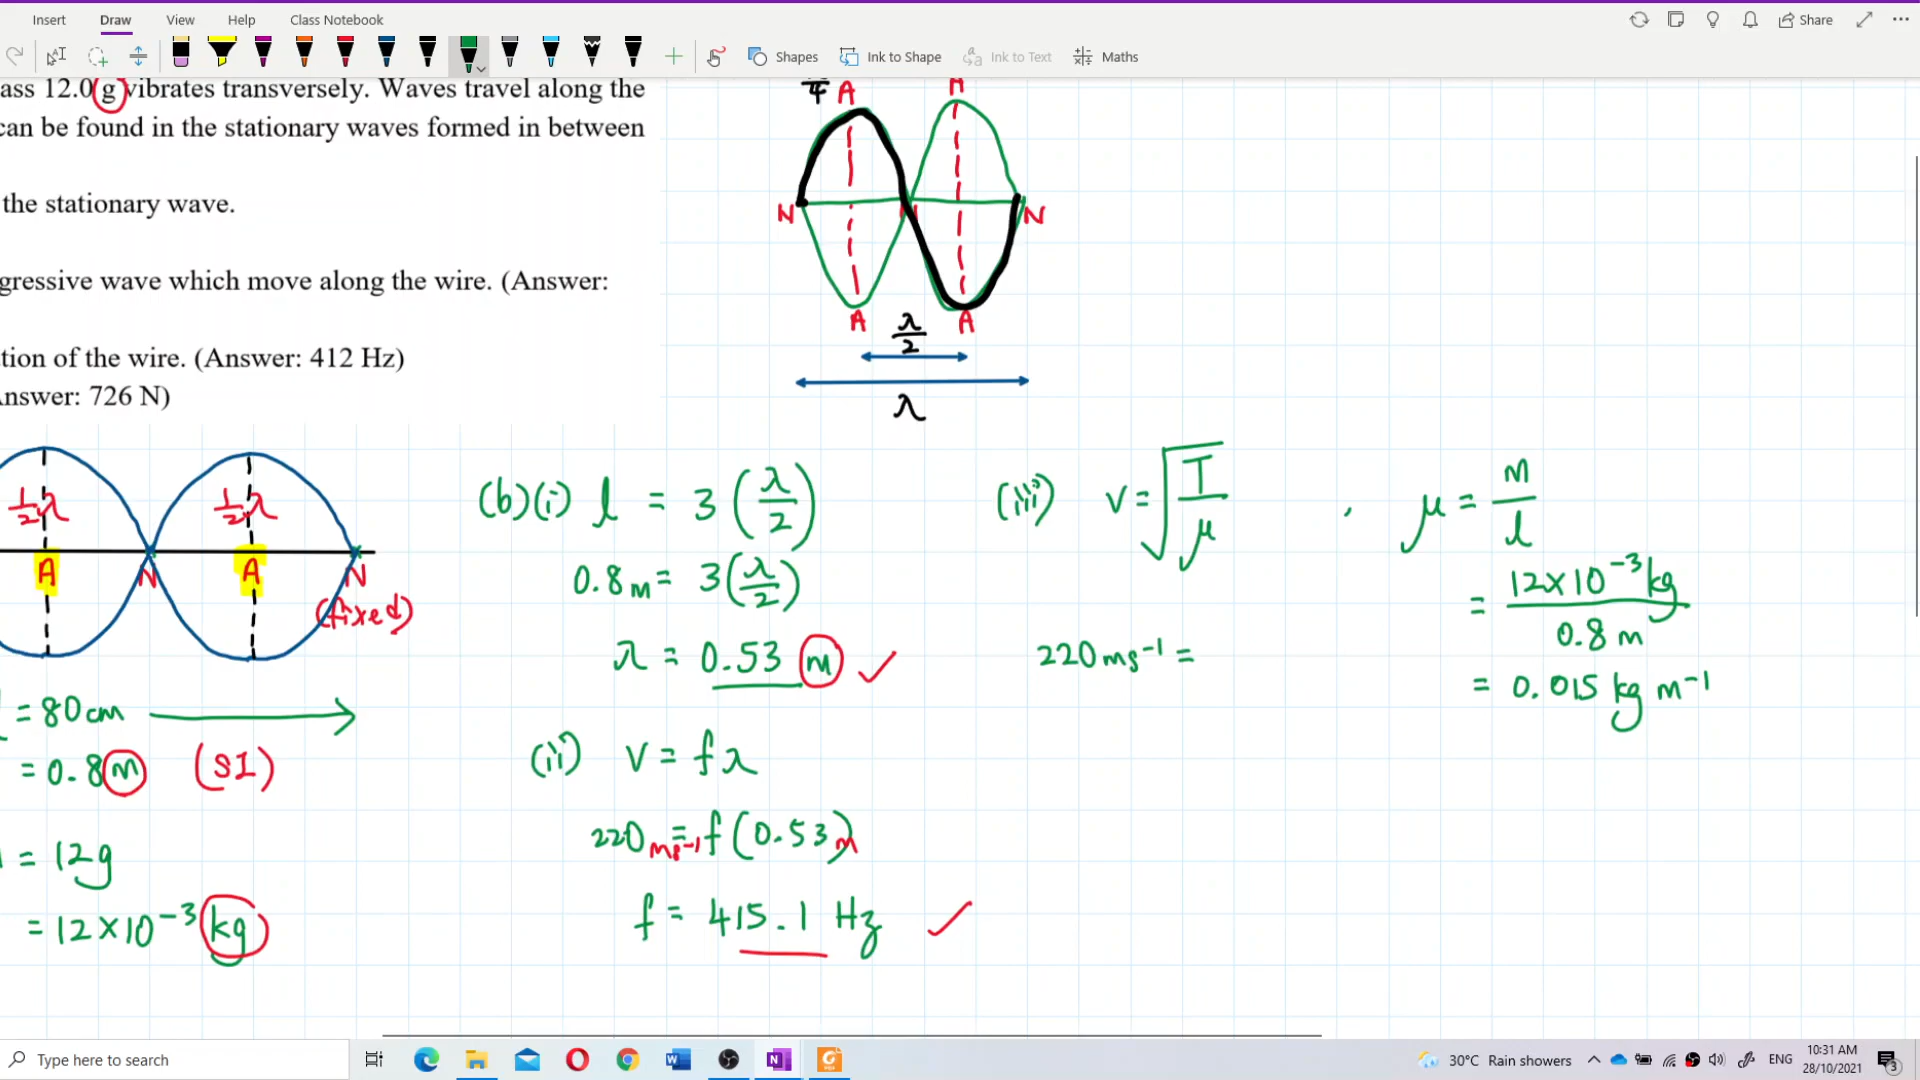 Insert Draw View Help Class Notebook Share
Shapes Ink to Shape Ink to Text Maths
ass 12.0 g vibrates transversely. Waves travel along the
can be found in the stationary waves formed in between
the stationary wave.
gressive wave which move along the wire. (Answer:
tion of the wire. (Answer: 412 Hz)
Answer: 726 N)
4 A A
N N N
A A
λ/2
λ
½λ ½λ
A N A N
(fixed)
= 80 cm
= 0.8 m (SI)
= 12g
= 12×10⁻³ kg
(b)(i) l = 3 (λ/2)
0.8 m = 3(λ/2)
λ = 0.53 m ✓
(ii) v = fλ
220 ms⁻¹ = f (0.53 m)
f = 415.1 Hz ✓
(iii) v = √(T/μ) , μ = m/l
= 12×10⁻³ kg / 0.8 m
220 ms⁻¹ =
= 0.015 kg m⁻¹
Type here to search
30°C Rain showers ENG 10:31 AM
28/10/2021
3